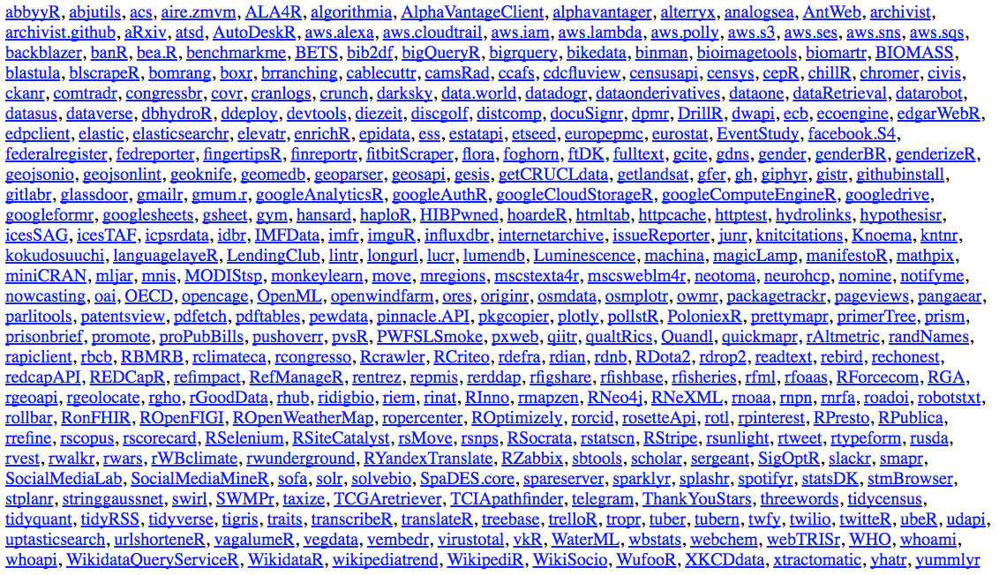 abbyyR, abjutils, acs, aire.zmvm, ALA4R, algorithmia, AlphaVantageClient, alphavantager, alterryx, analogsea, AntWeb, archivist,
archivist.github, aRxiv, atsd, AutoDeskR, aws.alexa, aws.cloudtrail, aws.iam, aws.lambda, aws.polly, aws.s3, aws.ses, aws.sns, aws.sqs,
backblazer, banR, bea.R, benchmarkme, BETS, bib2df, bigQueryR, bigrquery, bikedata, binman, bioimagetools, biomartr, BIOMASS,
blastula, blscrapeR, bomrang, boxr, brranching, cablecuttr, camsRad, ccafs, cdcfluview, censusapi, censys, cepR, chillR, chromer, civis,
ckanr, comtradr, congressbr, covr, cranlogs, crunch, darksky, data.world, datadogr, dataonderivatives, dataone, dataRetrieval, datarobot,
datasus, dataverse, dbhydroR, ddeploy, devtools, diezeit, discgolf, distcomp, docuSignr, dpmr, DrillR, dwapi, ecb, ecoengine, edgarWebR,
edpclient, elastic, elasticsearchr, elevatr, enrichR, epidata, ess, estatapi, etseed, europepmc, eurostat, EventStudy, facebook.S4,
federalregister, fedreporter, fingertipsR, finreportr, fitbitScraper, flora, foghorn, ftDK, fulltext, gcite, gdns, gender, genderBR, genderizeR,
geojsonio, geojsonlint, geoknife, geomedb, geoparser, geosapi, gesis, getCRUCLdata, getlandsat, gfer, gh, giphyr, gistr, githubinstall,
gitlabr, glassdoor, gmailr, gmum.r, googleAnalyticsR, googleAuthR, googleCloudStorageR, googleComputeEngineR, googledrive,
googleformr, googlesheets, gsheet, gym, hansard, haploR, HIBPwned, hoardeR, htmltab, httpcache, httptest, hydrolinks, hypothesisr,
icesSAG, icesTAF, icpsrdata, idbr, IMFData, imfr, imguR, influxdbr, internetarchive, issueReporter, junr, knitcitations, Knoema, kntnr,
kokudosuuchi, languagelayeR, LendingClub, lintr, longurl, lucr, lumendb, Luminescence, machina, magicLamp, manifestoR, mathpix,
miniCRAN, mljar, mnis, MODIStsp, monkeylearn, move, mregions, mscstexta4r, mscsweblm4r, neotoma, neurohcp, nomine, notifyme,
nowcasting, oai, OECD, opencage, OpenML, openwindfarm, ores, originr, osmdata, osmplotr, owmr, packagetrackr, pageviews, pangaear,
parlitools, patentsview, pdfetch, pdftables, pewdata, pinnacle.API, pkgcopier, plotly, pollstR, PoloniexR, prettymapr, primerTree, prism,
prisonbrief, promote, proPubBills, pushoverr, pvsR, PWFSLSmoke, pxweb, qiitr, qualtRics, Quandl, quickmapr, rAltmetric, randNames,
rapiclient, rbcb, RBMRB, rclimateca, rcongresso, Rcrawler, RCriteo, rdefra, rdian, rdnb, RDota2, rdrop2, readtext, rebird, rechonest,
redcapAPI, REDCapR, refimpact, RefManageR, rentrez, repmis, rerddap, rfigshare, rfishbase, rfisheries, rfml, rfoaas, RForcecom, RGA,
rgeoapi, rgeolocate, rgho, rGoodData, rhub, ridigbio, riem, rinat, RInno, rmapzen, RNeo4j, RNeXML, rnoaa, rnpn, rnrfa, roadoi, robotstxt,
rollbar, RonFHIR, ROpenFIGI, ROpenWeatherMap, ropercenter, ROptimizely, rorcid, rosetteApi, rotl, rpinterest, RPresto, RPublica,
rrefine, rscopus, rscorecard, RSelenium, RSiteCatalyst, rsMove, rsnps, RSocrata, rstatscn, RStripe, rsunlight, rtweet, rtypeform, rusda,
rvest, rwalkr, rwars, rWBclimate, rwunderground, RYandexTranslate, RZabbix, sbtools, scholar, sergeant, SigOptR, slackr, smapr,
SocialMediaLab, SocialMediaMineR, sofa, solr, solvebio, SpaDES.core, spareserver, sparklyr, splashr, spotifyr, statsDK, stmBrowser,
stplanr, stringgaussnet, swirl, SWMPr, taxize, TCGAretriever, TCIApathfinder, telegram, ThankYouStars, threewords, tidycensus,
tidyquant, tidyRSS, tidyverse, tigris, traits, transcribeR, translateR, treebase, trelloR, tropr, tuber, tubern, twfy, twilio, twitteR, ubeR, udapi,
uptasticsearch, urlshorteneR, vagalumeR, vegdata, vembedr, virustotal, vkR, WaterML, wbstats, webchem, webTRISr, WHO, whoami,
whoapi, WikidataQueryServiceR, WikidataR, wikipediatrend, WikipediR, WikiSocio, WufooR, XKCDdata, xtractomatic, yhatr, yummlyr